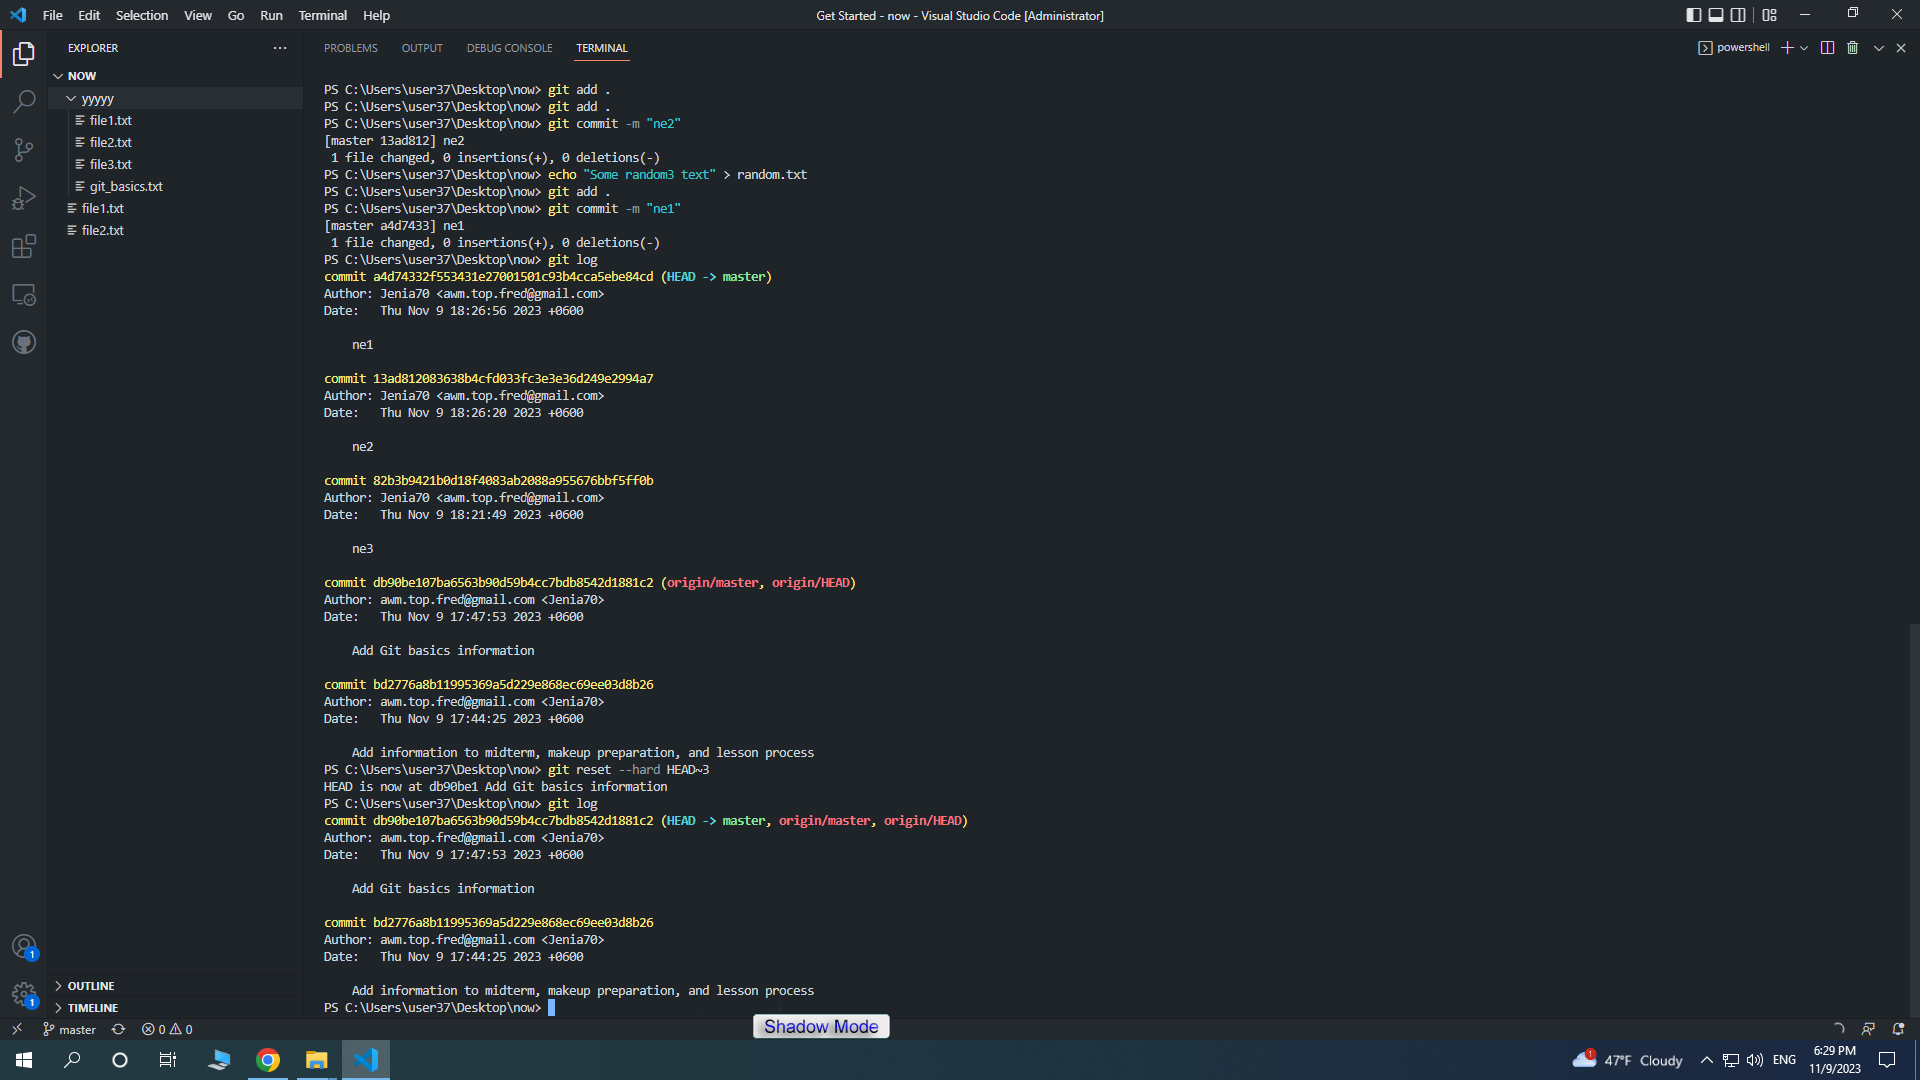 File Edit Selection View Go Run Terminal Help
Get Started - now - Visual Studio Code [Administrator]
EXPLORER
NOW
yyyyy
file1.txt
file2.txt
file3.txt
git_basics.txt
file1.txt
file2.txt
OUTLINE
TIMELINE
PROBLEMS OUTPUT DEBUG CONSOLE TERMINAL
powershell
PS C:\Users\user37\Desktop\now> git add .
PS C:\Users\user37\Desktop\now> git add .
PS C:\Users\user37\Desktop\now> git commit -m "ne2"
[master 13ad812] ne2
1 file changed, 0 insertions(+), 0 deletions(-)
PS C:\Users\user37\Desktop\now> echo "Some random3 text" > random.txt
PS C:\Users\user37\Desktop\now> git add .
PS C:\Users\user37\Desktop\now> git commit -m "ne1"
[master a4d7433] ne1
1 file changed, 0 insertions(+), 0 deletions(-)
PS C:\Users\user37\Desktop\now> git log
commit a4d74332f553431e27001501c93b4cca5ebe84cd (HEAD -> master)
Author: Jenia70 <awm.top.fred@gmail.com>
Date:   Thu Nov 9 18:26:56 2023 +0600
ne1
commit 13ad812083638b4cfd033fc3e3e36d249e2994a7
Author: Jenia70 <awm.top.fred@gmail.com>
Date:   Thu Nov 9 18:26:20 2023 +0600
ne2
commit 82b3b9421b0d18f4083ab2088a955676bbf5ff0b
Author: Jenia70 <awm.top.fred@gmail.com>
Date:   Thu Nov 9 18:21:49 2023 +0600
ne3
commit db90be107ba6563b90d59b4cc7bdb8542d1881c2 (origin/master, origin/HEAD)
Author: awm.top.fred@gmail.com <Jenia70>
Date:   Thu Nov 9 17:47:53 2023 +0600
Add Git basics information
commit bd2776a8b11995369a5d229e868ec69ee03d8b26
Author: awm.top.fred@gmail.com <Jenia70>
Date:   Thu Nov 9 17:44:25 2023 +0600
Add information to midterm, makeup preparation, and lesson process
PS C:\Users\user37\Desktop\now> git reset --hard HEAD~3
HEAD is now at db90be1 Add Git basics information
PS C:\Users\user37\Desktop\now> git log
commit db90be107ba6563b90d59b4cc7bdb8542d1881c2 (HEAD -> master, origin/master, origin/HEAD)
Author: awm.top.fred@gmail.com <Jenia70>
Date:   Thu Nov 9 17:47:53 2023 +0600
Add Git basics information
commit bd2776a8b11995369a5d229e868ec69ee03d8b26
Author: awm.top.fred@gmail.com <Jenia70>
Date:   Thu Nov 9 17:44:25 2023 +0600
Add information to midterm, makeup preparation, and lesson process
PS C:\Users\user37\Desktop\now>
1
1
master 0 0
Shadow Mode
1
47°F Cloudy
ENG
6:29 PM
11/9/2023